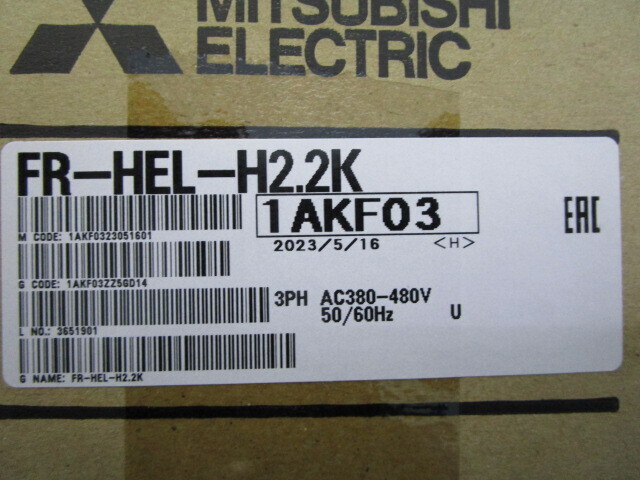 MITSUBISHI
ELECTRIC
FR-HEL-H2.2K
1AKF03
EAC
M CODE: 1AKF0323051601
2023/5/16 <H>
G CODE: 1AKF03ZZ5GD14
3PH AC380-480V
50/60Hz U
L NO.: 3651901
G NAME: FR-HEL-H2.2K